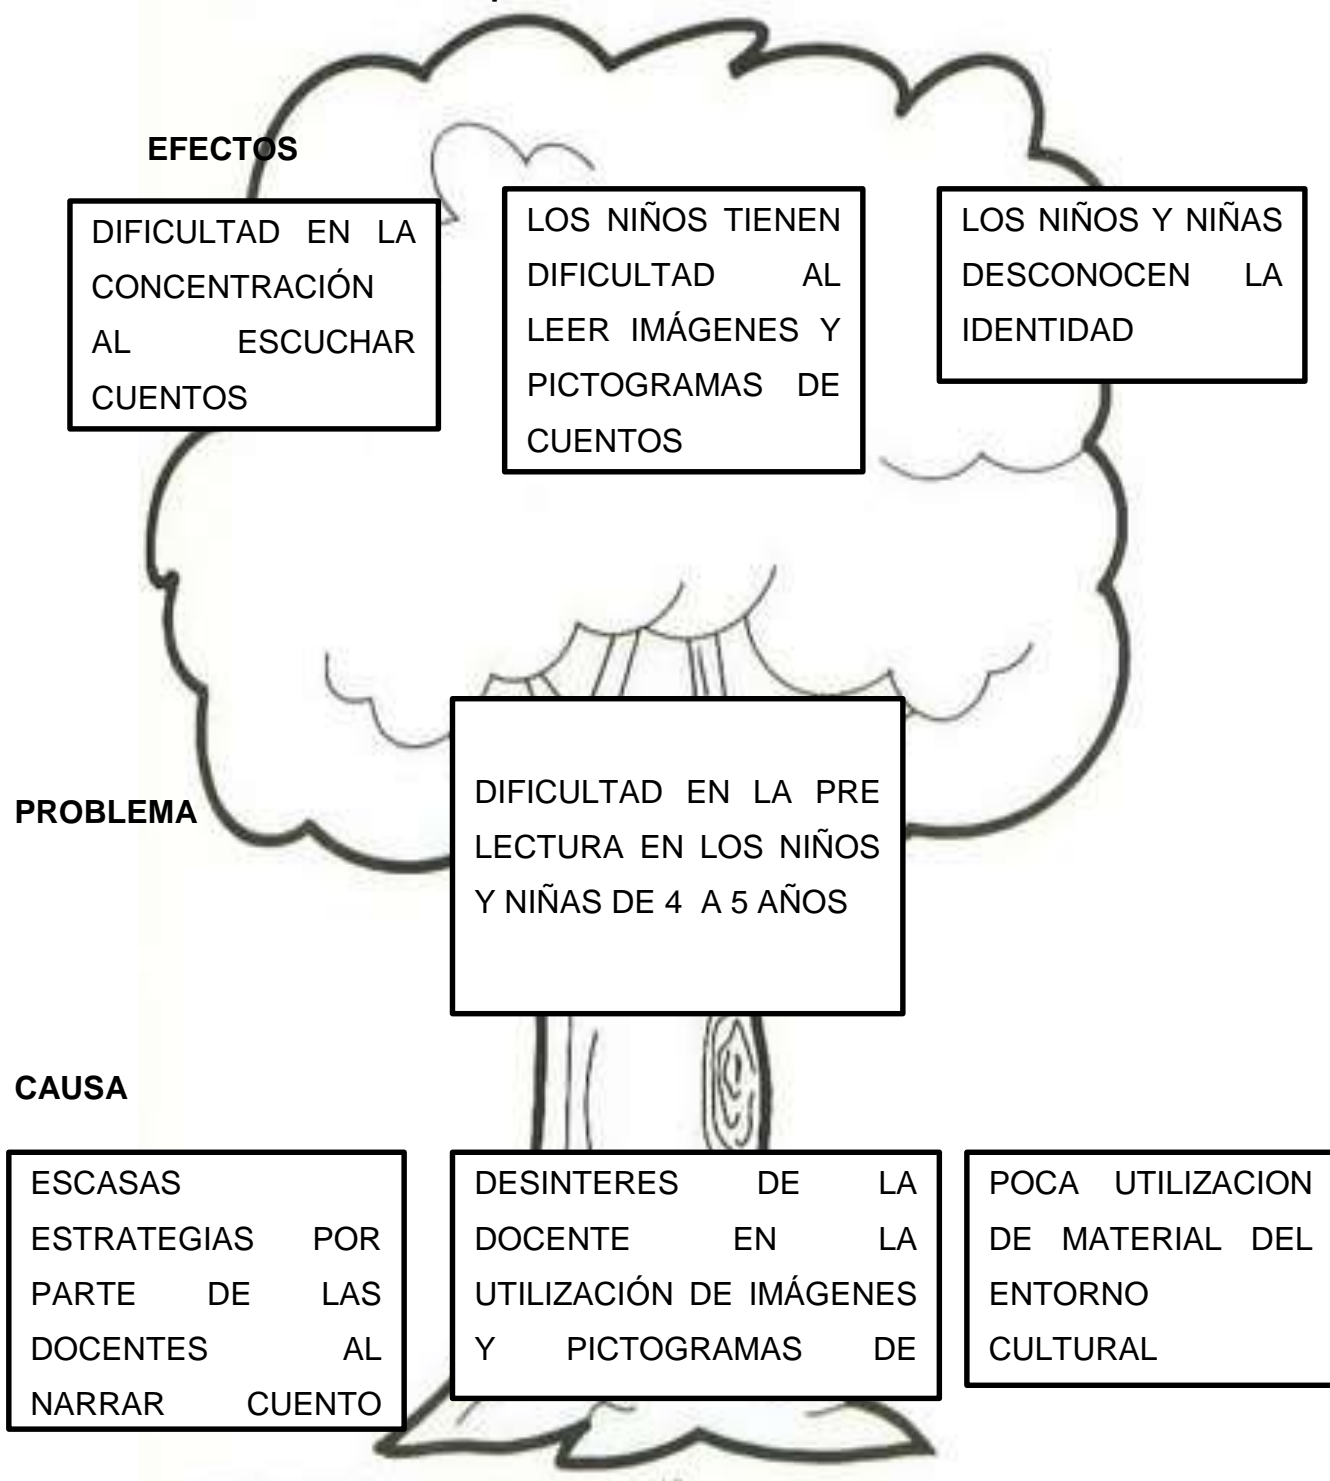 EFECTOS
DIFICULTAD EN LA
CONCENTRACIÓN
AL ESCUCHAR
CUENTOS
LOS NIÑOS TIENEN
DIFICULTAD AL
LEER IMÁGENES Y
PICTOGRAMAS DE
CUENTOS
LOS NIÑOS Y NIÑAS
DESCONOCEN LA
IDENTIDAD
PROBLEMA
DIFICULTAD EN LA PRE
LECTURA EN LOS NIÑOS
Y NIÑAS DE 4 A 5 AÑOS
CAUSA
ESCASAS
ESTRATEGIAS POR
PARTE DE LAS
DOCENTES AL
NARRAR CUENTO
DESINTERES DE LA
DOCENTE EN LA
UTILIZACIÓN DE IMÁGENES
Y PICTOGRAMAS DE
POCA UTILIZACION
DE MATERIAL DEL
ENTORNO
CULTURAL